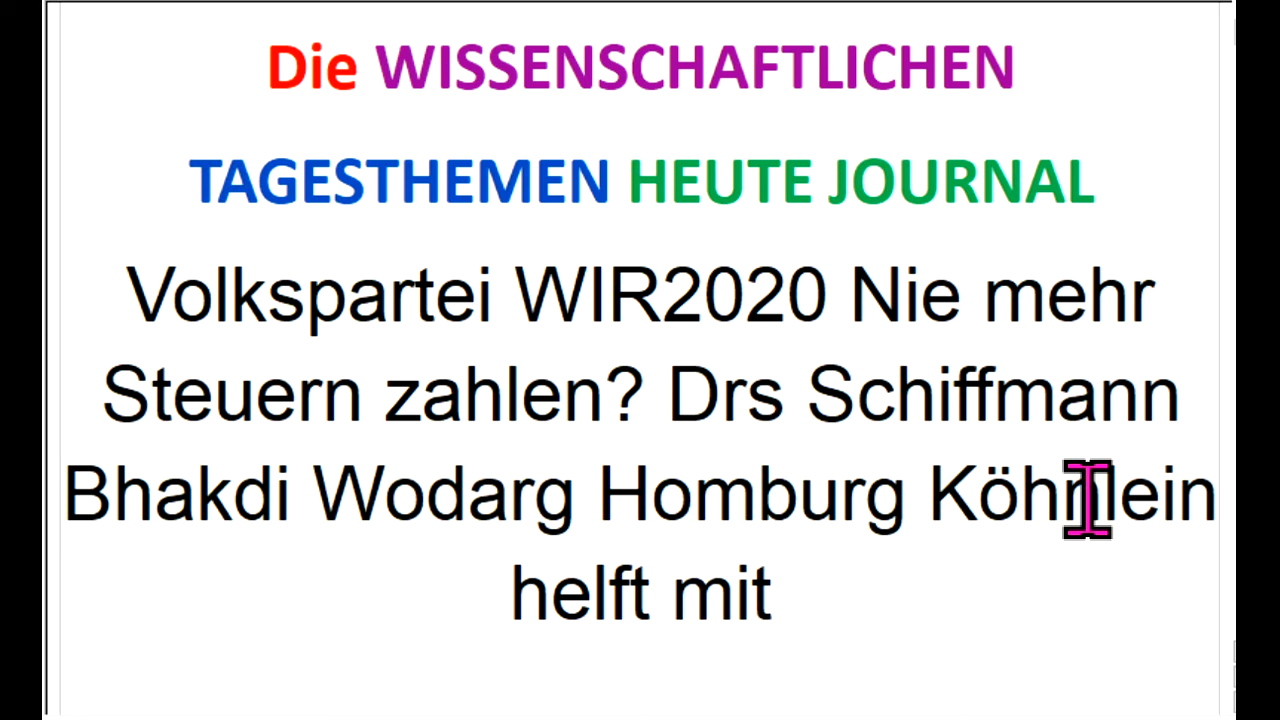 Die WISSENSCHAFTLICHEN
TAGESTHEMEN HEUTE JOURNAL
Volkspartei WIR2020 Nie mehr
Steuern zahlen? Drs Schiffmann
Bhakdi Wodarg Homburg Köhnlein
helft mit